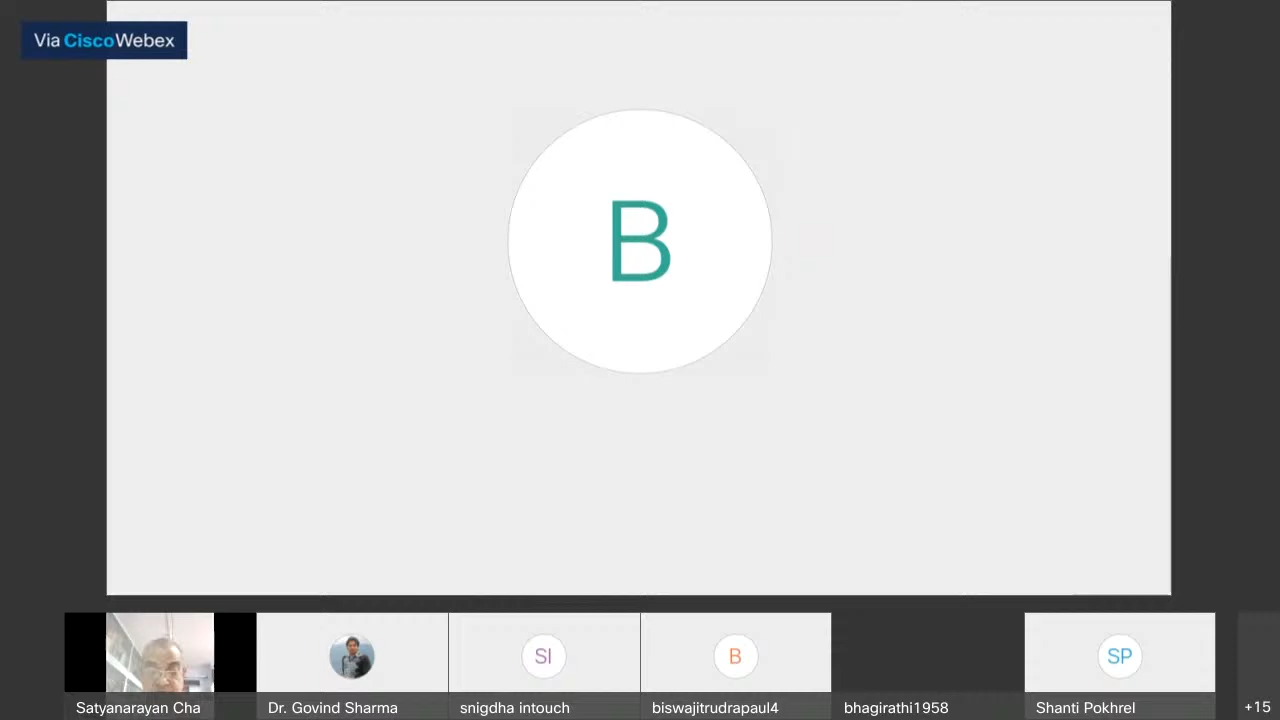 Via CiscoWebex
B
SI
B
SP
Satyanarayan Cha
Dr. Govind Sharma
snigdha intouch
biswajitrudrapaul4
bhagirathi1958
Shanti Pokhrel
+15